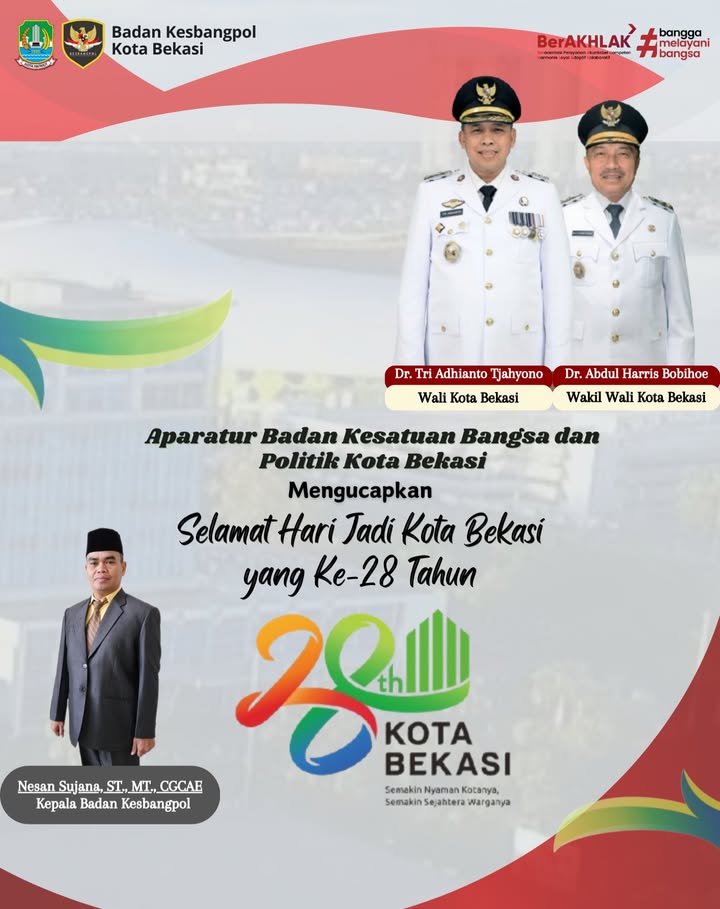 Badan Kesbangpol
Kota Bekasi
BerAKHLAK
#bangga
melayani
bangsa
Dr. Tri Adhianto Tjahyono
Wali Kota Bekasi
Dr. Abdul Harris Bobihoe
Wakil Wali Kota Bekasi
Aparatur Badan Kesatuan Bangsa dan
Politik Kota Bekasi
Mengucapkan
Selamat Hari Jadi Kota Bekasi
yang Ke-28 Tahun
28th
KOTA
BEKASI
Semakin Nyaman Kotanya,
Semakin Sejahtera Warganya
Nesan Sujana, ST., MT., CGCAE
Kepala Badan Kesbangpol